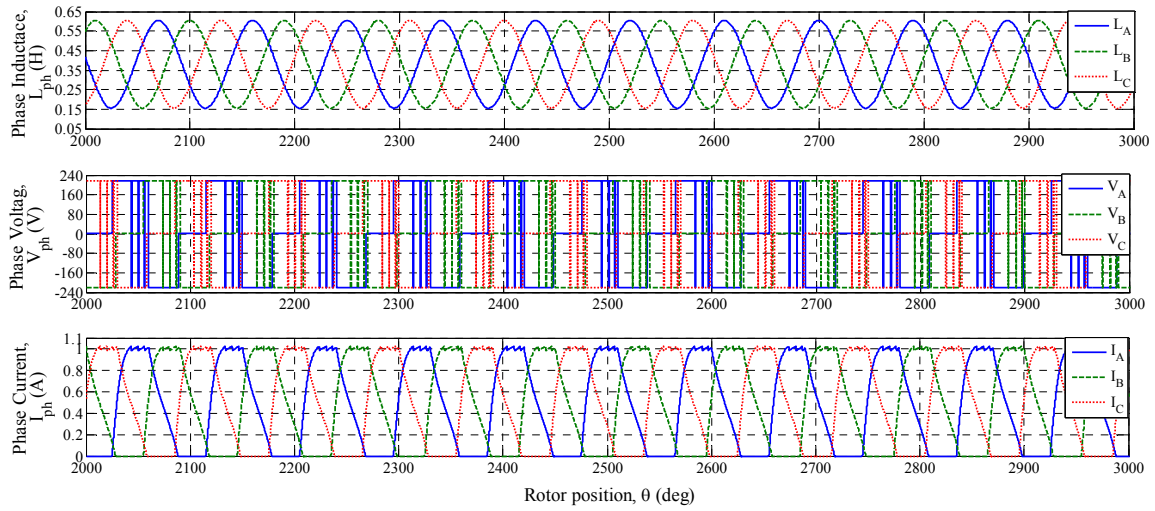 Phase Inductace,
L_ph (H)
0.65
0.55
0.45
0.35
0.25
0.15
0.05
2000 2100 2200 2300 2400 2500 2600 2700 2800 2900 3000
L_A
L_B
L_C
Phase Voltag,
V_ph (V)
240
160
80
0
-80
-160
-240
2000 2100 2200 2300 2400 2500 2600 2700 2800 2900 3000
V_A
V_B
V_C
Phase Current,
I_ph (A)
1.1
1
0.8
0.6
0.4
0.2
0
2000 2100 2200 2300 2400 2500 2600 2700 2800 2900 3000
I_A
I_B
I_C
Rotor position, θ (deg)